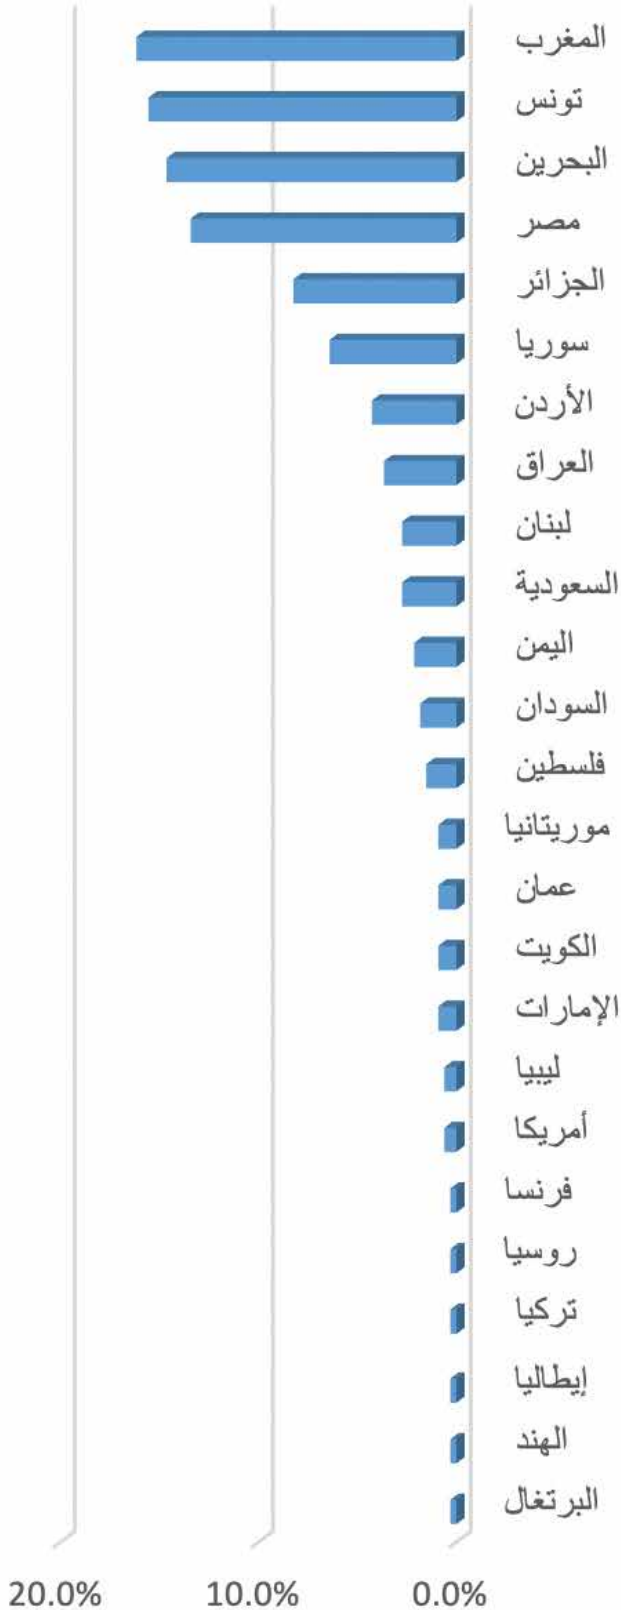 المغرب
تونس
البحرين
مصر
الجزائر
سوريا
الأردن
العراق
لبنان
السعودية
اليمن
السودان
فلسطين
موريتانيا
عمان
الكويت
الإمارات
ليبيا
أمريكا
فرنسا
روسيا
تركيا
إيطاليا
الهند
البرتغال
20.0% 10.0% 0.0%